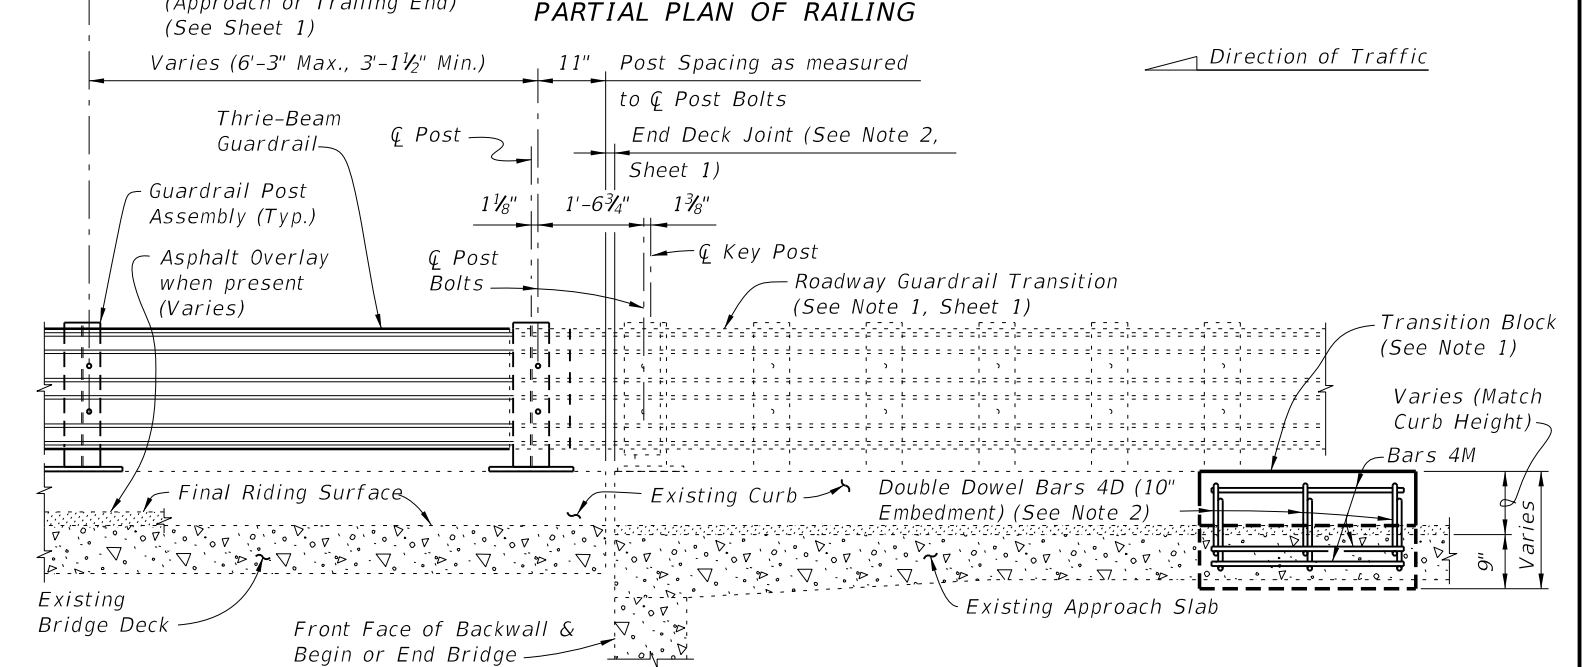 (Approach or Trailing End)
(See Sheet 1)
PARTIAL PLAN OF RAILING
Varies (6'-3" Max., 3'-1½" Min.)
11"
Post Spacing as measured
to ℄ Post Bolts
Direction of Traffic
Thrie-Beam
Guardrail
℄ Post
End Deck Joint (See Note 2,
Sheet 1)
Guardrail Post
Assembly (Typ.)
1⅛"
1'-6¾"
1⅜"
Asphalt Overlay
when present
(Varies)
℄ Post
Bolts
℄ Key Post
Roadway Guardrail Transition
(See Note 1, Sheet 1)
Transition Block
(See Note 1)
Varies (Match
Curb Height)
Bars 4M
Final Riding Surface
Existing Curb
Double Dowel Bars 4D (10"
Embedment) (See Note 2)
9"
Varies
Existing
Bridge Deck
Existing Approach Slab
Front Face of Backwall &
Begin or End Bridge